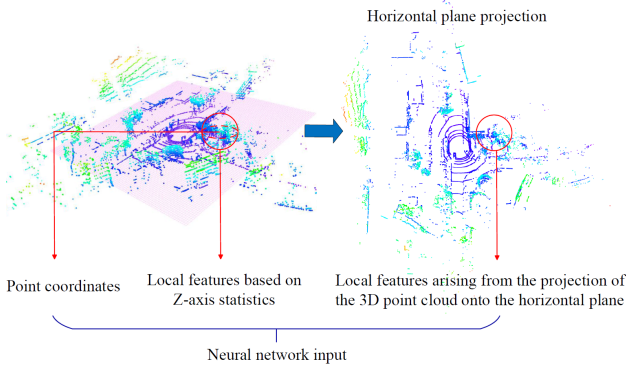 Horizontal plane projection
Point coordinates
Local features based on
Z-axis statistics
Local features arising from the projection of
the 3D point cloud onto the horizontal plane
Neural network input